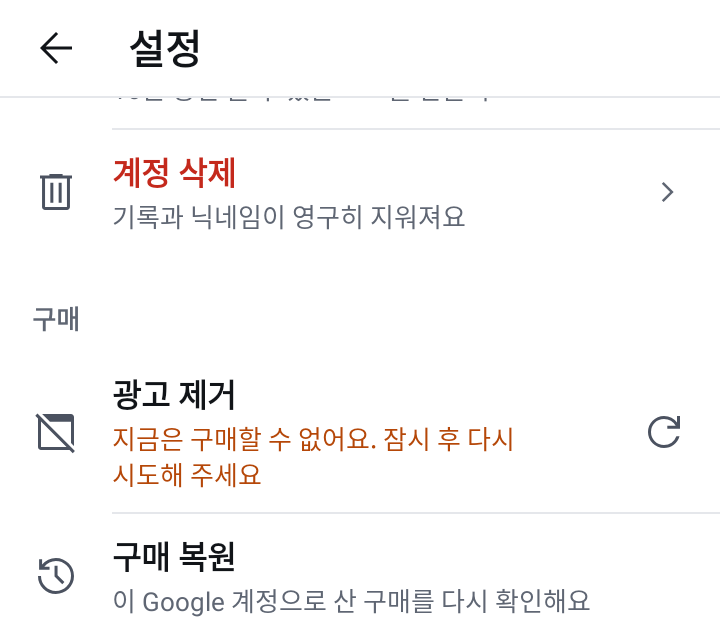 설정
계정 삭제
기록과 닉네임이 영구히 지워져요
구매
광고 제거
지금은 구매할 수 없어요. 잠시 후 다시
시도해 주세요
구매 복원
이 Google 계정으로 산 구매를 다시 확인해요